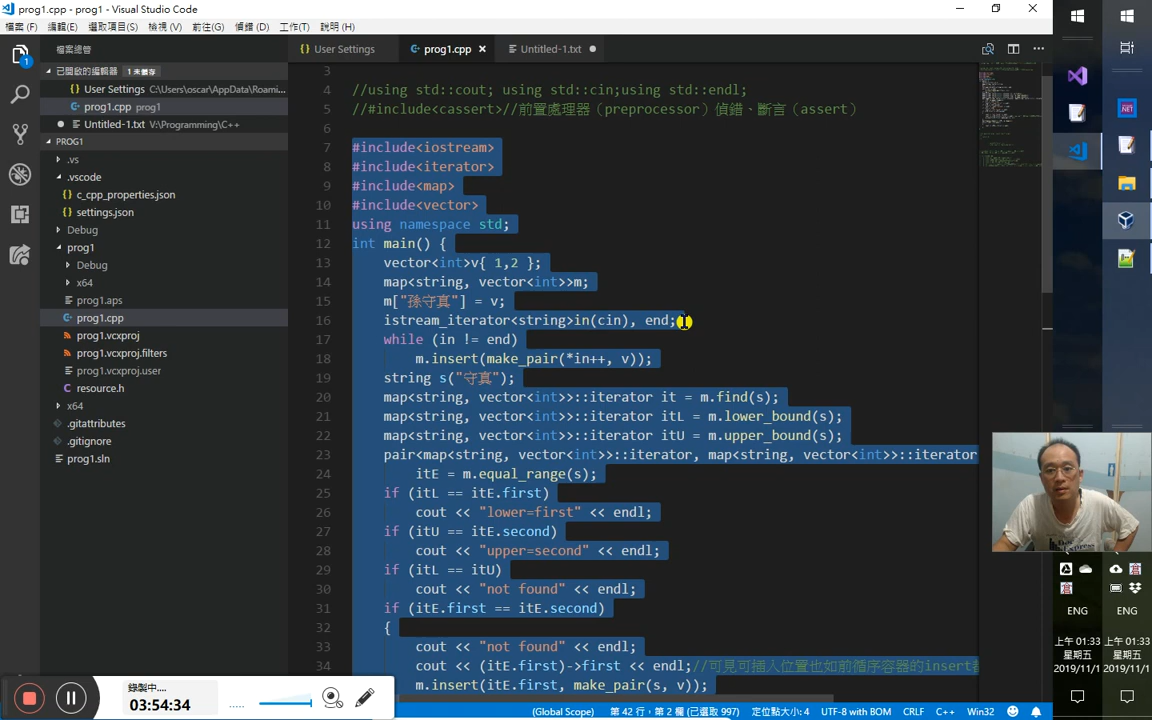 prog1.cpp - prog1 - Visual Studio Code
檔案 (F) 編輯(E) 選取項目(S) 檢視 (V) 前往(G) 偵錯 (D) 工作(T) 說明 (H)
檔案總管
已開啟的編輯器 1 未儲存
{} User Settings C:\Users\oscar\AppData\Roami...
prog1.cpp prog1
Untitled-1.txt V:\Programming\C++
PROG1
.vs
.vscode
{} c_cpp_properties.json
{} settings.json
Debug
prog1
Debug
x64
prog1.aps
prog1.cpp
prog1.vcxproj
prog1.vcxproj.filters
prog1.vcxproj.user
resource.h
x64
.gitattributes
.gitignore
prog1.sln
{} User Settings
prog1.cpp
Untitled-1.txt
3
4 //using std::cout; using std::cin;using std::endl;
5 //#include<cassert>//前置處理器（preprocessor）偵錯、斷言（assert）
6
7 #include<iostream>
8 #include<iterator>
9 #include<map>
10 #include<vector>
11 using namespace std;
12 int main() {
13 vector<int>v{ 1,2 };
14 map<string, vector<int>>m;
15 m["孫守真"] = v;
16 istream_iterator<string>in(cin), end;
17 while (in != end)
18 m.insert(make_pair(*in++, v));
19 string s("守真");
20 map<string, vector<int>>::iterator it = m.find(s);
21 map<string, vector<int>>::iterator itL = m.lower_bound(s);
22 map<string, vector<int>>::iterator itU = m.upper_bound(s);
23 pair<map<string, vector<int>>::iterator, map<string, vector<int>>::iterator
24 itE = m.equal_range(s);
25 if (itL == itE.first)
26 cout << "lower=first" << endl;
27 if (itU == itE.second)
28 cout << "upper=second" << endl;
29 if (itL == itU)
30 cout << "not found" << endl;
31 if (itE.first == itE.second)
32 {
33 cout << "not found" << endl;
34 cout << (itE.first)->first << endl;//可見可插入位置也如前循序容器的insert
m.insert(itE.first, make_pair(s, v));
錄製中....
03:54:34
(Global Scope) 第 42 行，第 2 欄 (已選取 997) 定位點大小: 4 UTF-8 with BOM CRLF C++ Win32
ENG
上午 01:33
星期五
2019/11/1
ENG
上午 01:33
星期五
2019/11/1